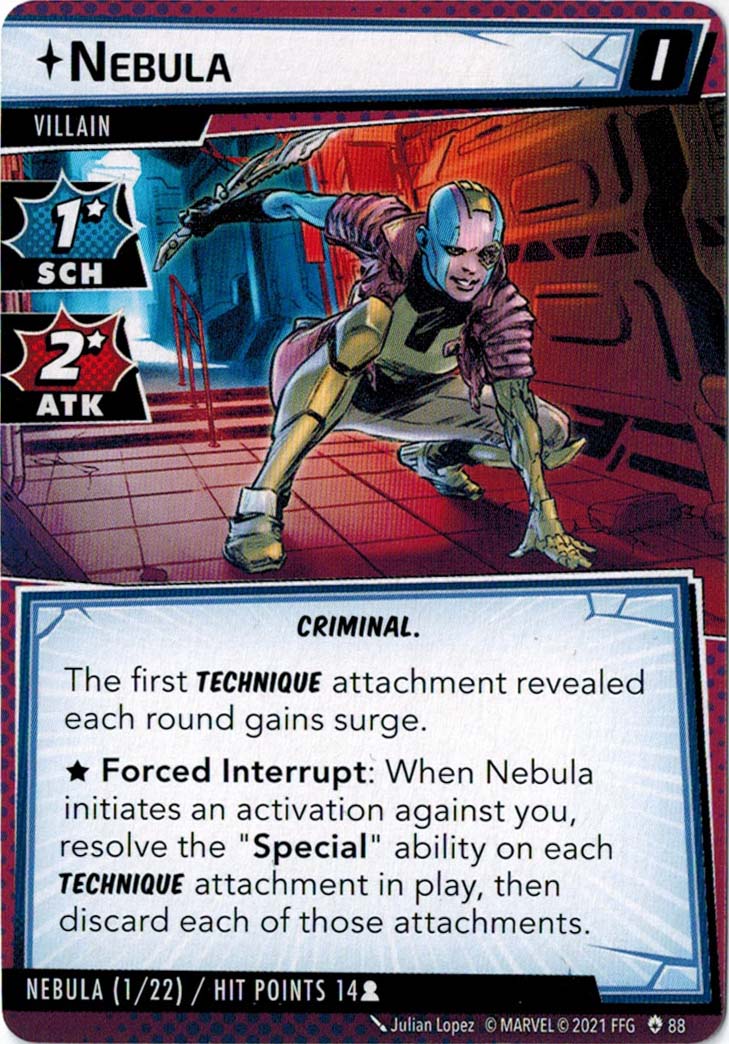 NEBULA
I
VILLAIN
1★
SCH
2★
ATK
CRIMINAL.
The first TECHNIQUE attachment revealed
each round gains surge.
★ Forced Interrupt: When Nebula
initiates an activation against you,
resolve the "Special" ability on each
TECHNIQUE attachment in play, then
discard each of those attachments.
NEBULA (1/22) / HIT POINTS 14
Julian Lopez © MARVEL © 2021 FFG 88